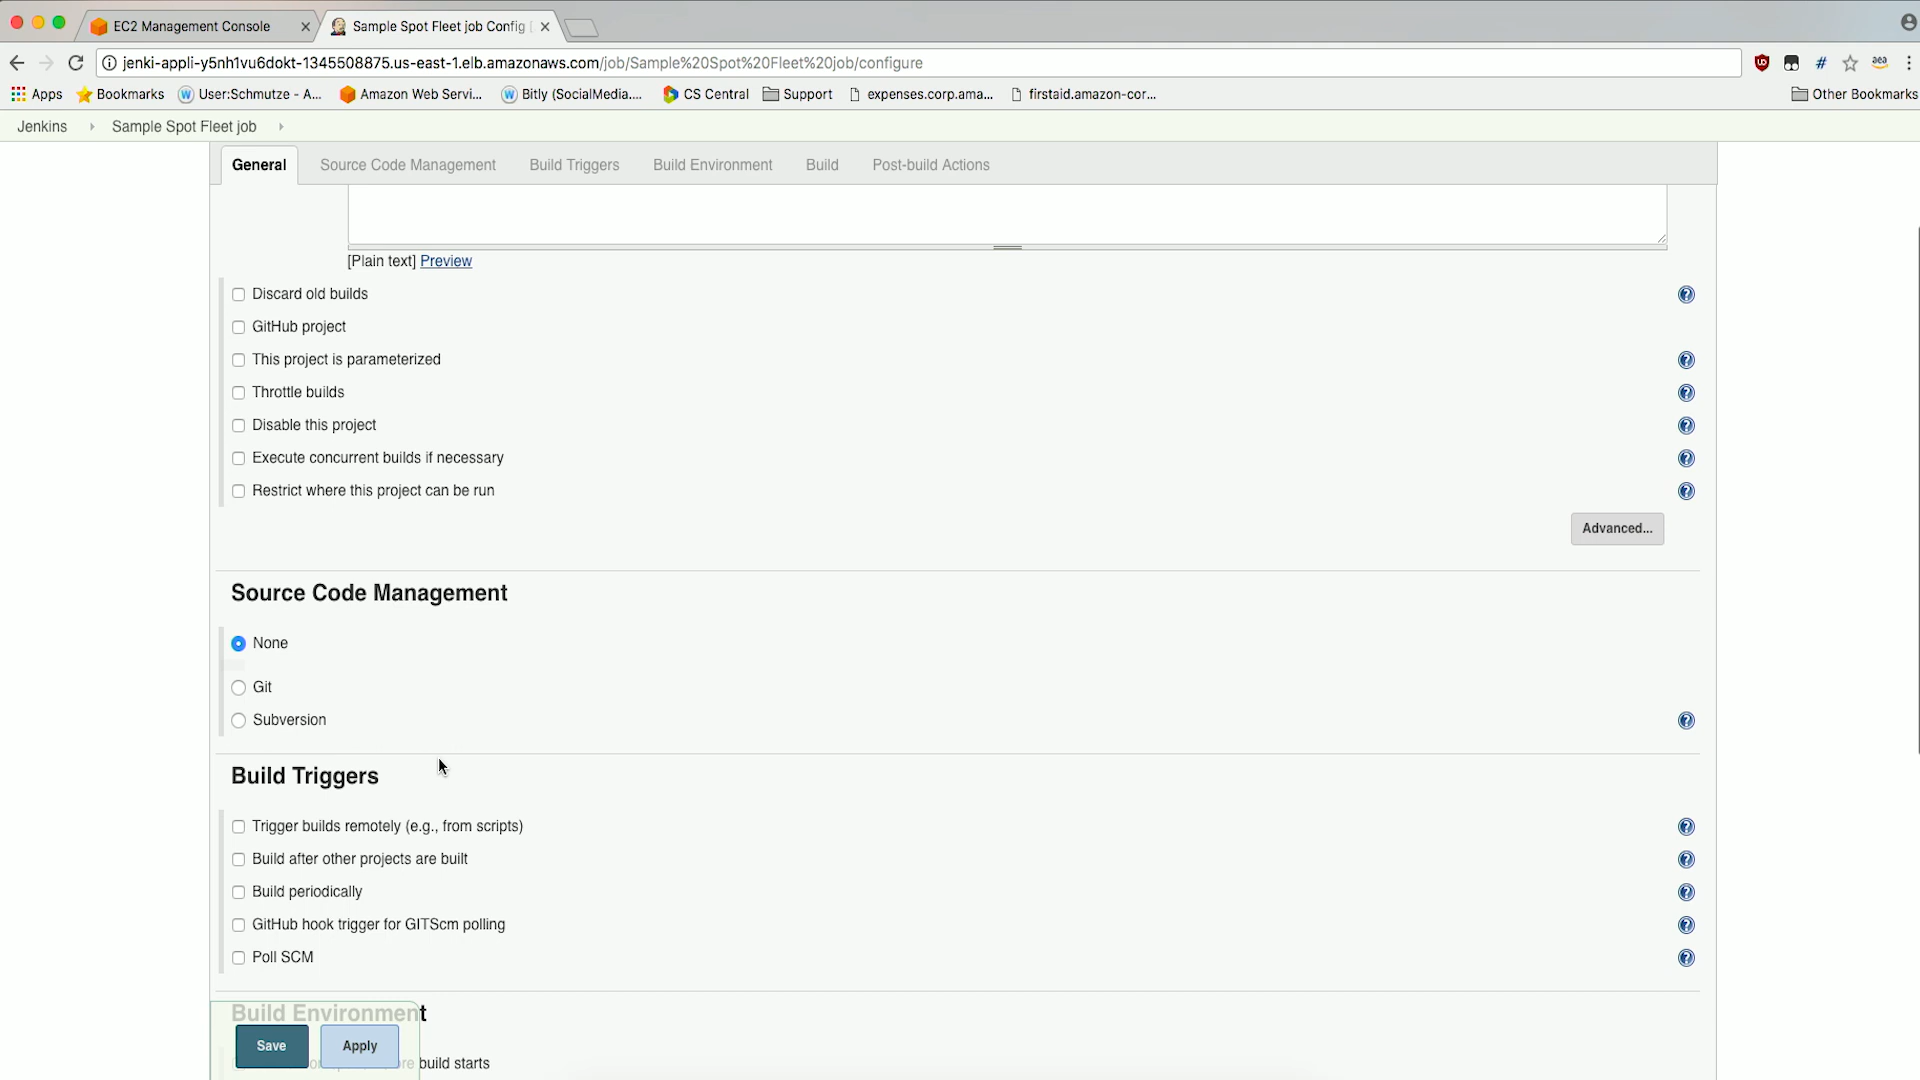 EC2 Management Console
Sample Spot Fleet job Config [
jenki-appli-y5nh1vu6dokt-1345508875.us-east-1.elb.amazonaws.com/job/Sample%20Spot%20Fleet%20job/configure
Apps Bookmarks User:Schmutze - A... Amazon Web Servi... Bitly (SocialMedia.... CS Central Support expenses.corp.ama... firstaid.amazon-cor... Other Bookmarks
Jenkins Sample Spot Fleet job
General Source Code Management Build Triggers Build Environment Build Post-build Actions
[Plain text] Preview
Discard old builds
GitHub project
This project is parameterized
Throttle builds
Disable this project
Execute concurrent builds if necessary
Restrict where this project can be run
Advanced...
Source Code Management
None
Git
Subversion
Build Triggers
Trigger builds remotely (e.g., from scripts)
Build after other projects are built
Build periodically
GitHub hook trigger for GITScm polling
Poll SCM
Build Environment
Save Apply
build starts